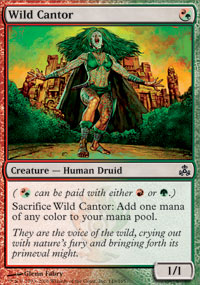 Wild Cantor
Creature — Human Druid
( can be paid with either or .)
Sacrifice Wild Cantor: Add one
mana of any color to your mana pool.
They are the voice of the wild, crying out
with nature's fury and bringing forth its
primeval might.
Glenn Fabry
1/1